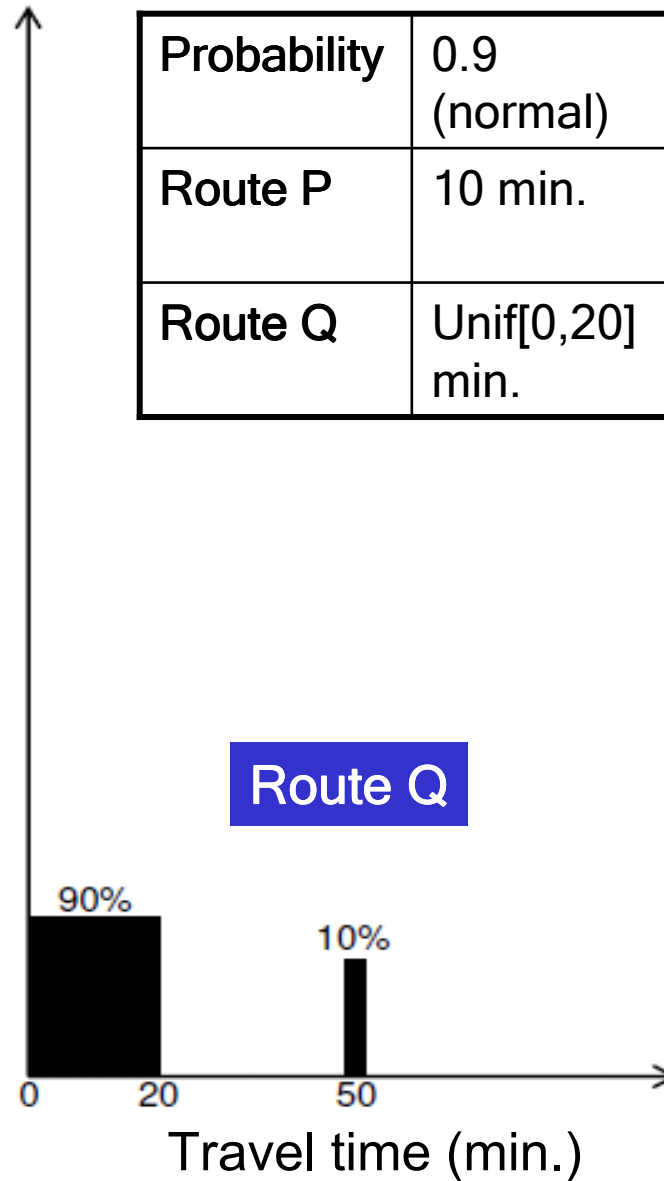 Probability
0.9
(normal)
Route P
10 min.
Route Q
Unif[0,20]
min.
Route Q
90%
10%
0
20
50
Travel time (min.)